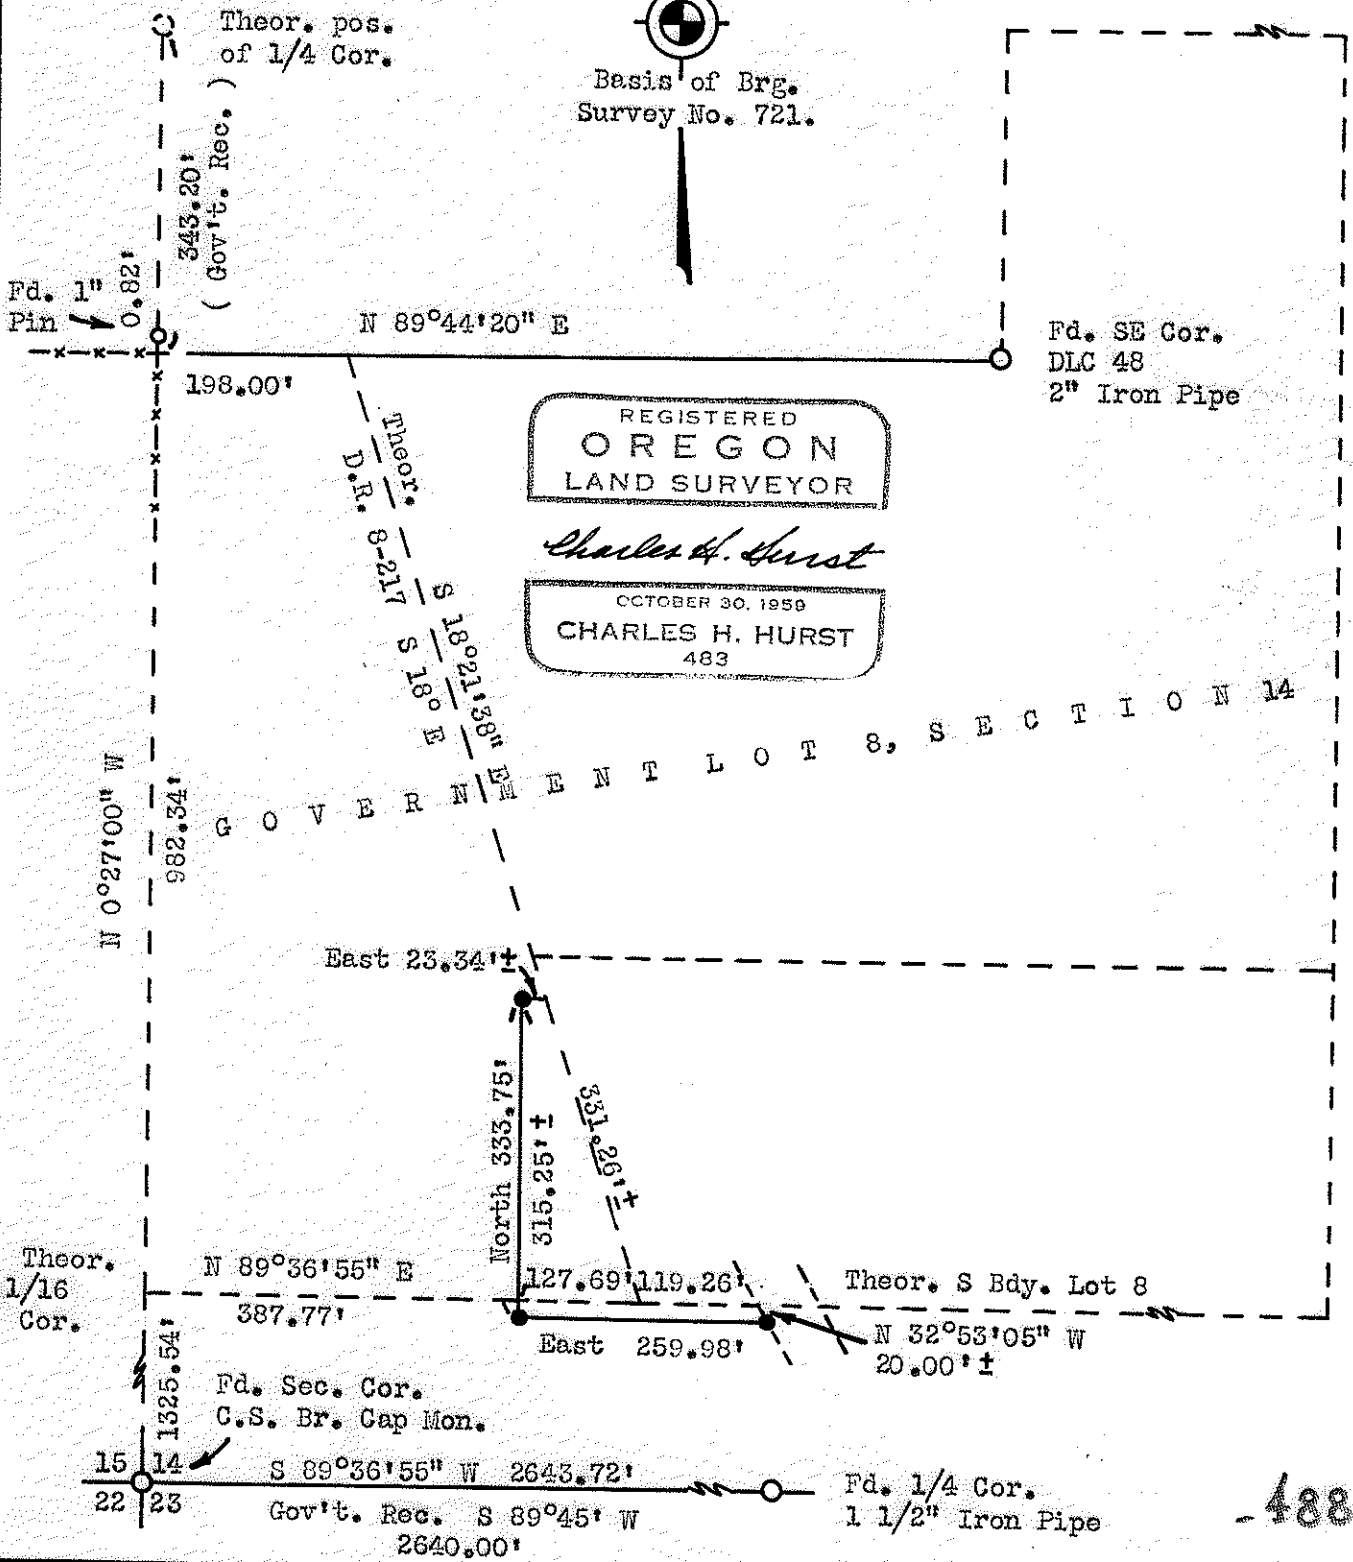 Theor. pos.
of 1/4 Cor.
Basis of Brg.
Survey No. 721.
343.20'
( Gov't. Rec. )
0.82'
Fd. 1"
Pin
N 89°44'20" E
198.00'
Fd. SE Cor.
DLC 48
2" Iron Pipe
REGISTERED
OREGON
LAND SURVEYOR
Charles H. Hurst
OCTOBER 30, 1959
CHARLES H. HURST
483
Theor.
S 18°21'38" E
D.R. 8-217 S 18° E
GOVERNMENT LOT 8, SECTION 14
N 0°27'00" W
982.34'
East 23.34'±
North 333.75'
315.25'±
331.26'±
Theor.
1/16
Cor.
N 89°36'55" E
387.77'
127.69' 119.26'
Theor. S Bdy. Lot 8
East 259.98'
N 32°53'05" W
20.00'±
1325.54'
Fd. Sec. Cor.
C.S. Br. Cap Mon.
15 14
22 23
S 89°36'55" W 2643.72'
Gov't. Rec. S 89°45' W
2640.00'
Fd. 1/4 Cor.
1 1/2" Iron Pipe
-488